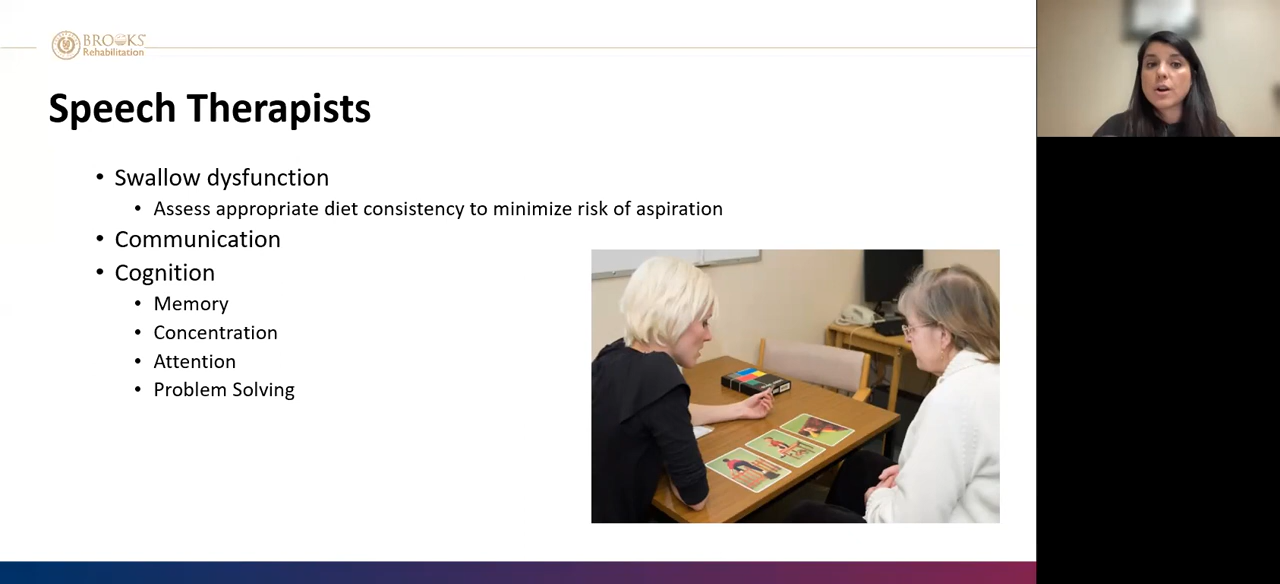 BROOKS
Rehabilitation
Speech Therapists
• Swallow dysfunction
• Assess appropriate diet consistency to minimize risk of aspiration
• Communication
• Cognition
• Memory
• Concentration
• Attention
• Problem Solving